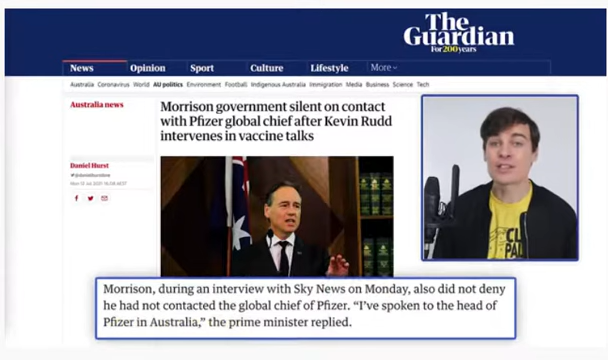 The
Guardian
For 200 years
News Opinion Sport Culture Lifestyle More
Australia Coronavirus World AU politics Environment Football Indigenous Australia Immigration Media Business Science Tech
Australia news
Morrison government silent on contact
with Pfizer global chief after Kevin Rudd
intervenes in vaccine talks
Daniel Hurst
Morrison, during an interview with Sky News on Monday, also did not deny
he had not contacted the global chief of Pfizer. “I’ve spoken to the head of
Pfizer in Australia,” the prime minister replied.